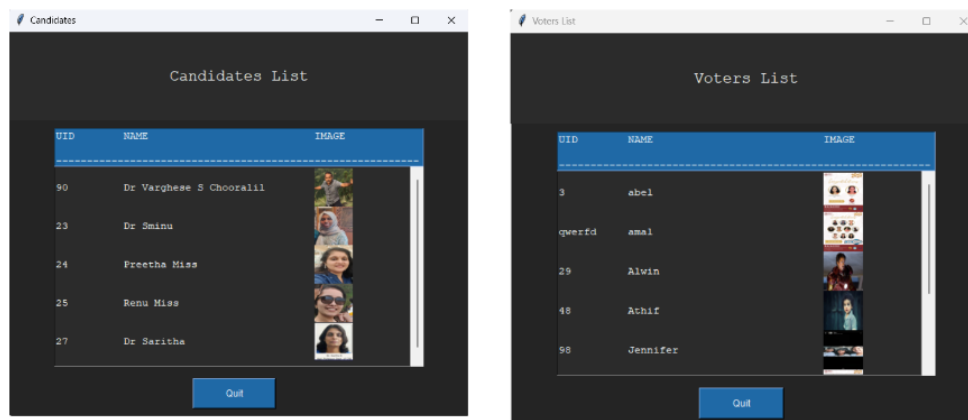 Candidates
Candidates List
UID NAME IMAGE
-----------------------------------------------------------
90 Dr Varghese S Chooralil
23 Dr Sminu
24 Preetha Miss
25 Renu Miss
27 Dr Saritha
Quit
Voters List
Voters List
UID NAME IMAGE
-----------------------------------------------------------
3 abel
qwerfd amal
29 Alwin
48 Athif
98 Jennifer
Quit